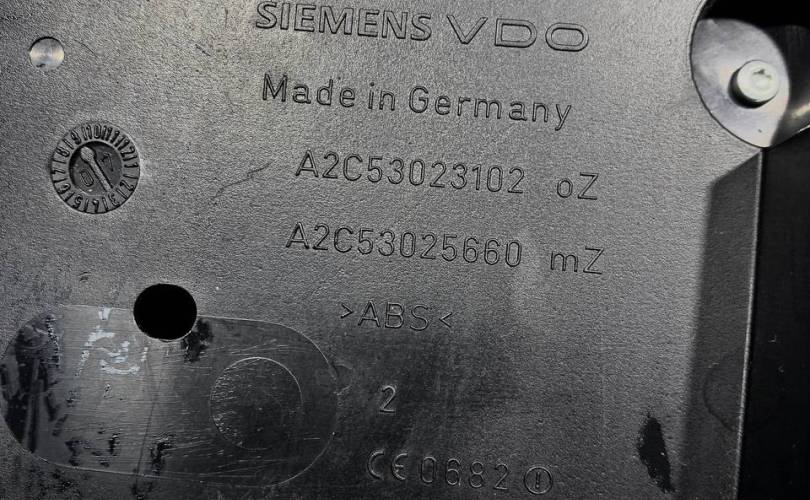 SIEMENS VDO
Made in Germany
A2C53023102 oZ
A2C53025660 mZ
>ABS<
2
CE 0682